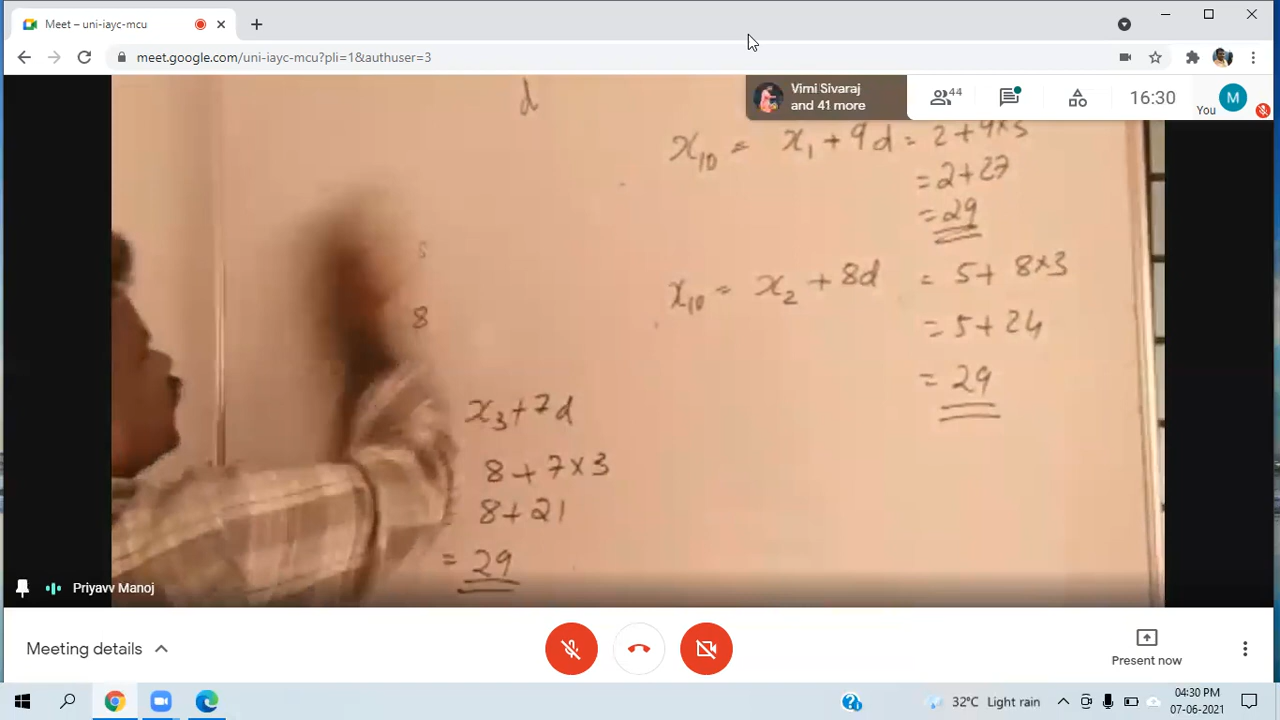 Meet – uni-iayc-mcu
meet.google.com/uni-iayc-mcu?pli=1&authuser=3
Virni Sivaraj
and 41 more
44
16:30
You
M
d
x₁₀ = x₁ + 9d = 2 + 9×3
= 2+27
= 29
8
x₁₀ = x₂ + 8d = 5 + 8×3
= 5 + 24
= 29
x₃+7d
8 + 7×3
8+21
= 29
Priyavv Manoj
Meeting details
Present now
32°C Light rain
04:30 PM
07-06-2021